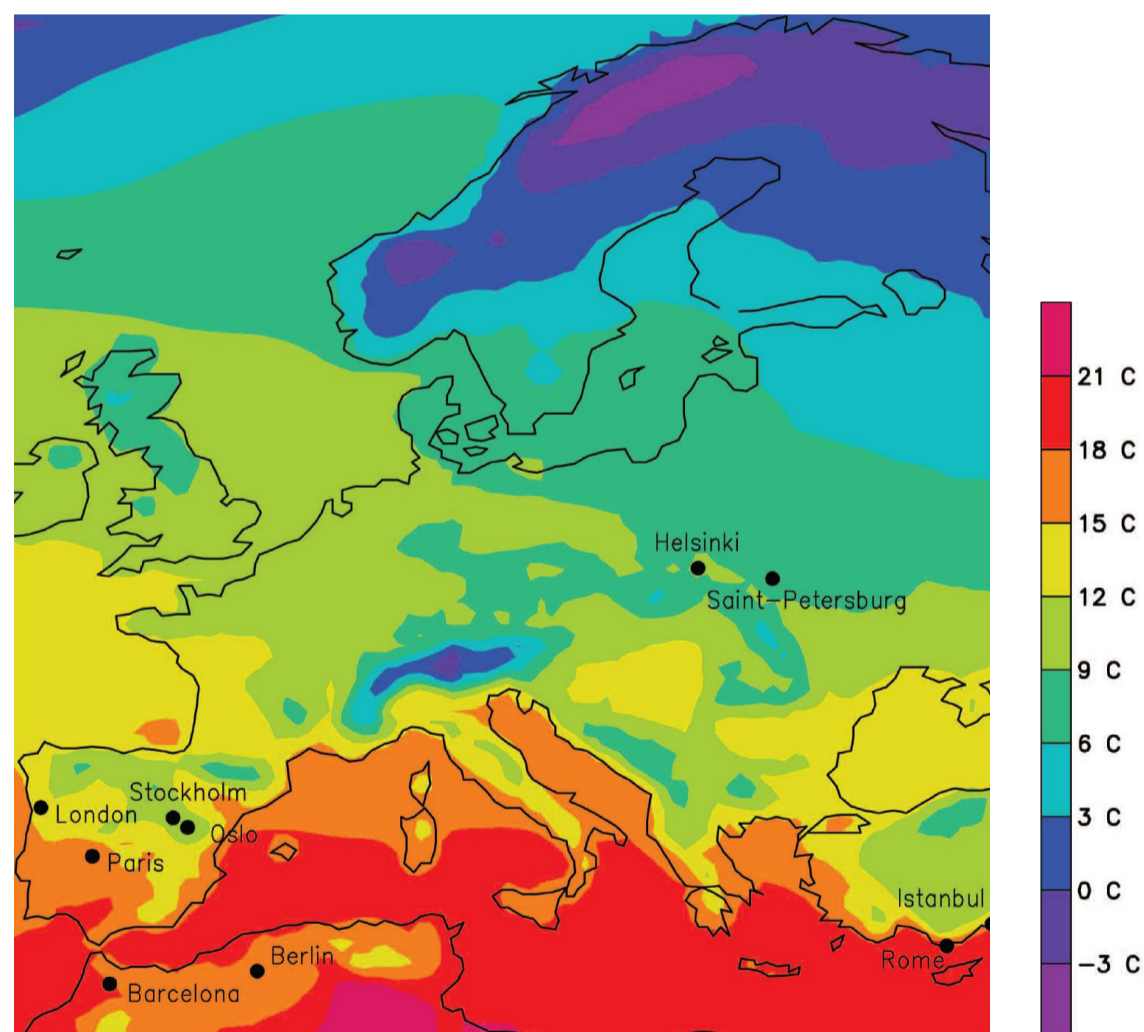 Helsinki
Saint-Petersburg
Stockholm
London
Oslo
Paris
Istanbul
Rome
Berlin
Barcelona
21 C
18 C
15 C
12 C
9 C
6 C
3 C
0 C
-3 C